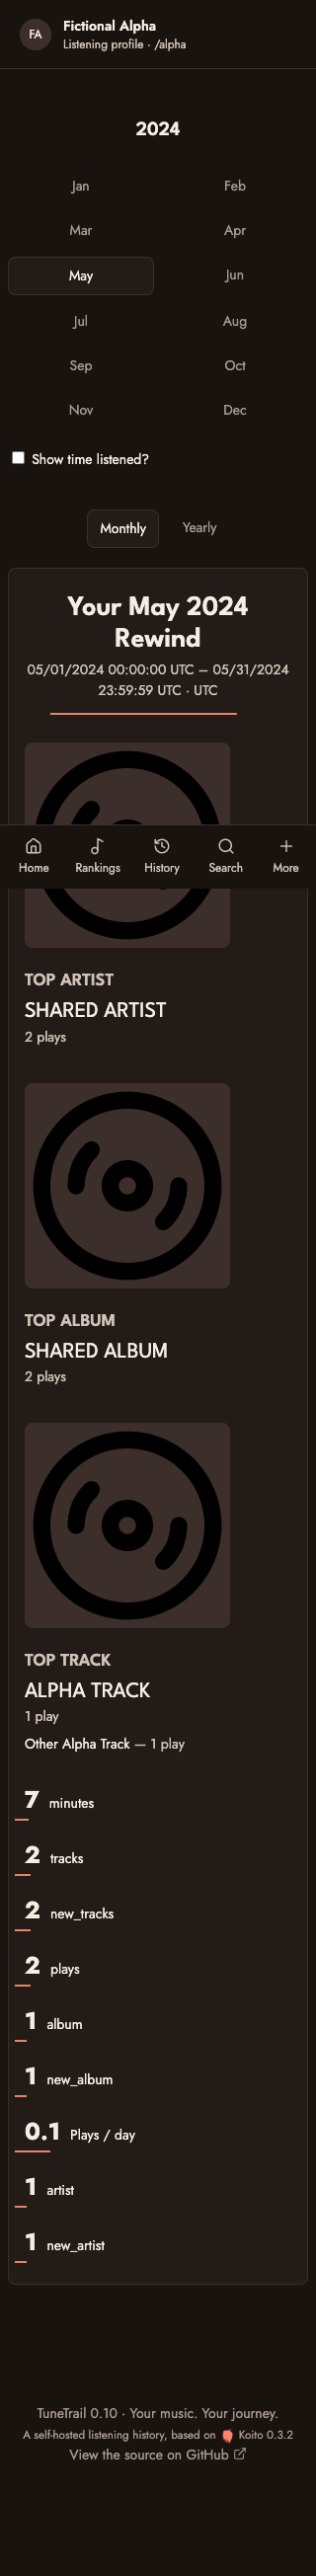 FA
Fictional Alpha
Listening profile · /alpha
2024
Jan Feb
Mar Apr
May Jun
Jul Aug
Sep Oct
Nov Dec
Show time listened?
Monthly Yearly
Your May 2024
Rewind
05/01/2024 00:00:00 UTC – 05/31/2024
23:59:59 UTC · UTC
Home Rankings History Search More
TOP ARTIST
SHARED ARTIST
2 plays
TOP ALBUM
SHARED ALBUM
2 plays
TOP TRACK
ALPHA TRACK
1 play
Other Alpha Track — 1 play
7 minutes
2 tracks
2 new_tracks
2 plays
1 album
1 new_album
0.1 Plays / day
1 artist
1 new_artist
TuneTrail 0.10 · Your music. Your journey.
A self-hosted listening history, based on Koito 0.3.2
View the source on GitHub